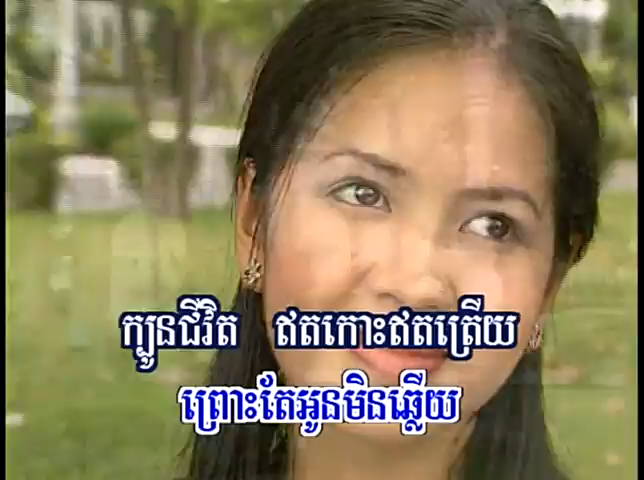 ក្បូនជីវិត ឥតកោះឥតត្រើយ
ព្រោះតែអូនមិនឆ្លើយ